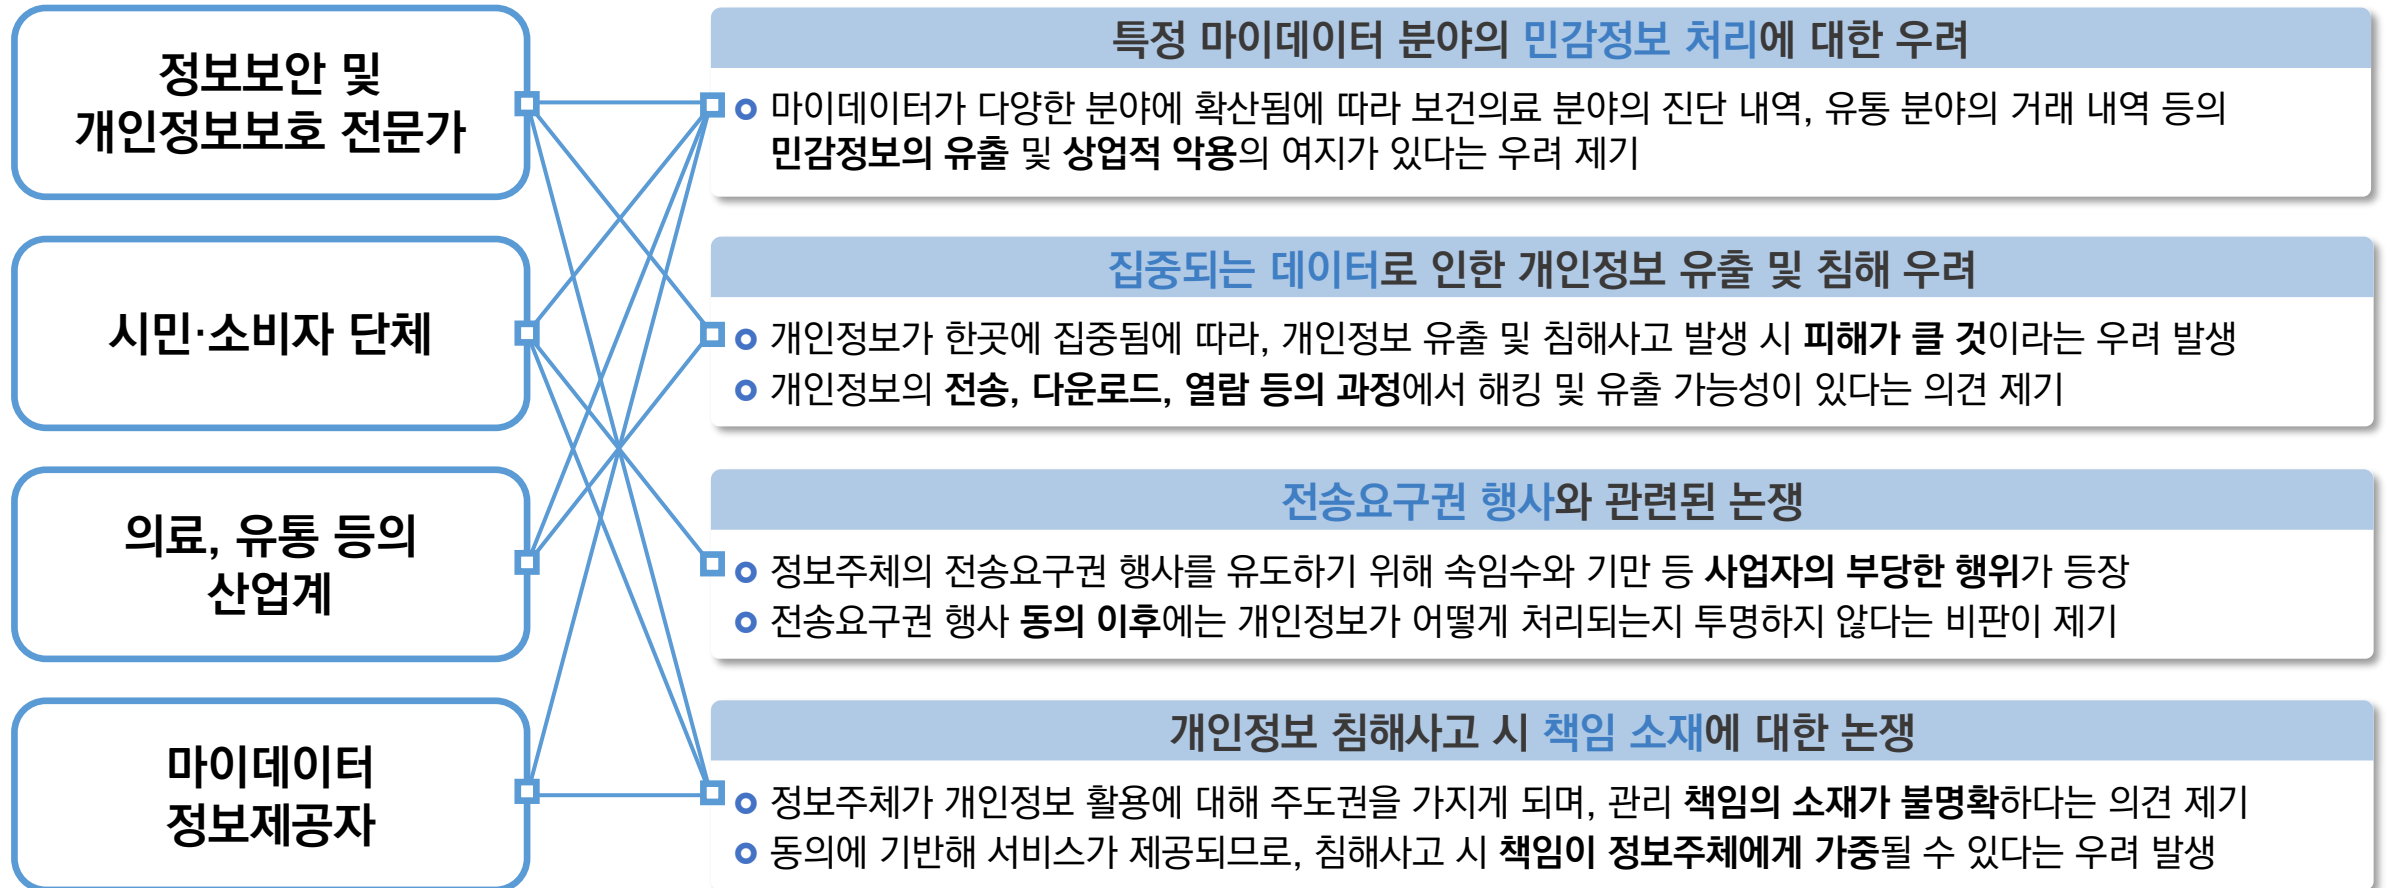 정보보안 및
개인정보보호 전문가
시민·소비자 단체
의료, 유통 등의
산업계
마이데이터
정보제공자
특정 마이데이터 분야의 민감정보 처리에 대한 우려
마이데이터가 다양한 분야에 확산됨에 따라 보건의료 분야의 진단 내역, 유통 분야의 거래 내역 등의
민감정보의 유출 및 상업적 악용의 여지가 있다는 우려 제기
집중되는 데이터로 인한 개인정보 유출 및 침해 우려
개인정보가 한곳에 집중됨에 따라, 개인정보 유출 및 침해사고 발생 시 피해가 클 것이라는 우려 발생
개인정보의 전송, 다운로드, 열람 등의 과정에서 해킹 및 유출 가능성이 있다는 의견 제기
전송요구권 행사와 관련된 논쟁
정보주체의 전송요구권 행사를 유도하기 위해 속임수와 기만 등 사업자의 부당한 행위가 등장
전송요구권 행사 동의 이후에는 개인정보가 어떻게 처리되는지 투명하지 않다는 비판이 제기
개인정보 침해사고 시 책임 소재에 대한 논쟁
정보주체가 개인정보 활용에 대해 주도권을 가지게 되며, 관리 책임의 소재가 불명확하다는 의견 제기
동의에 기반해 서비스가 제공되므로, 침해사고 시 책임이 정보주체에게 가중될 수 있다는 우려 발생